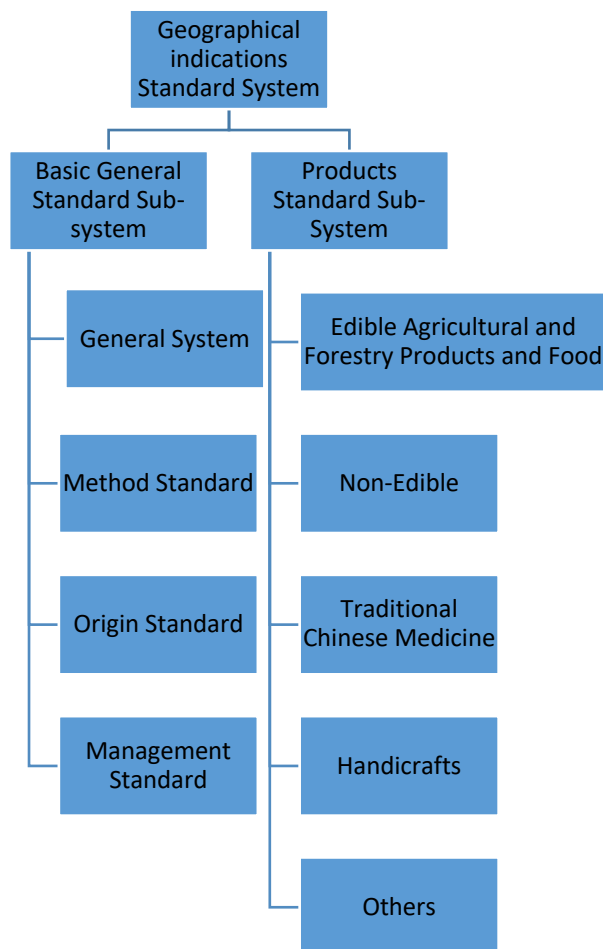 Geographical
indications
Standard System
Basic General
Standard Sub-
system
Products
Standard Sub-
System
General System
Method Standard
Origin Standard
Management
Standard
Edible Agricultural and
Forestry Products and Food
Non-Edible
Traditional
Chinese Medicine
Handicrafts
Others